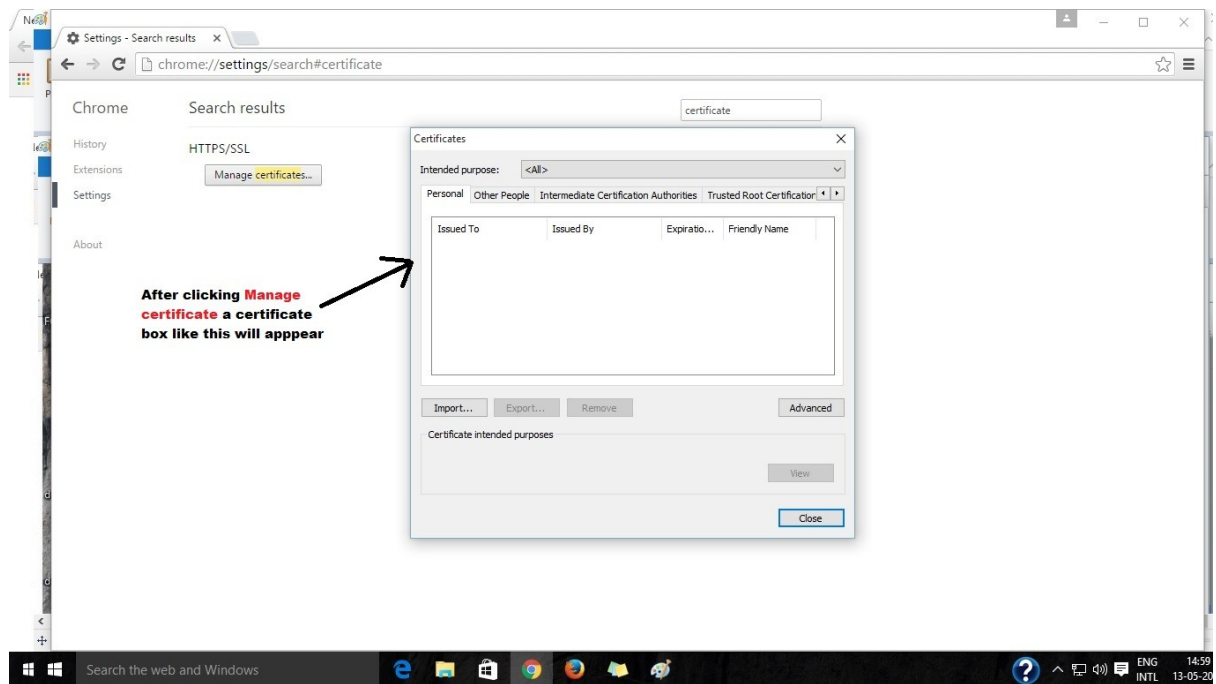 Settings - Search results
chrome://settings/search#certificate
Chrome
Search results
certificate
History
Extensions
Settings
About
HTTPS/SSL
Manage certificates...
Certificates
Intended purpose:
<All>
Personal
Other People
Intermediate Certification Authorities
Trusted Root Certification
Issued To
Issued By
Expiratio...
Friendly Name
After clicking Manage
certificate a certificate
box like this will apppear
Import...
Export...
Remove
Advanced
Certificate intended purposes
View
Close
Search the web and Windows
ENG
INTL
14:59
13-05-20